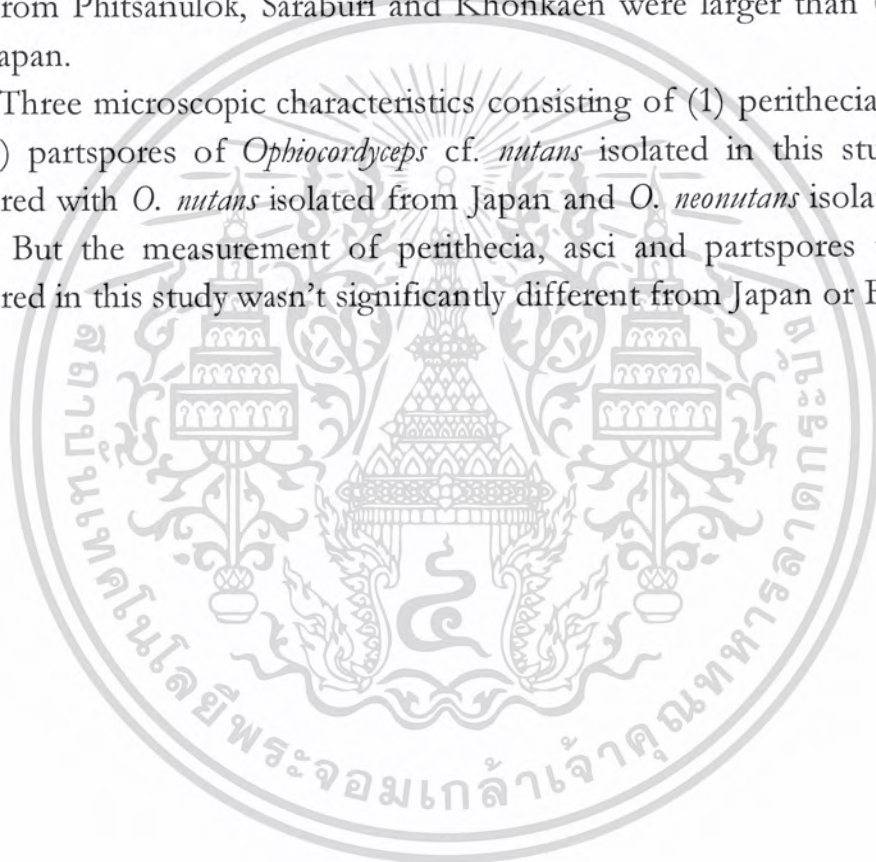 from Phitsanulok, Saraburi and Khonkaen were larger than
apan.
Three microscopic characteristics consisting of (1) perithecia
) partspores of Ophiocordyceps cf. nutans isolated in this stu
red with O. nutans isolated from Japan and O. neonutans isola
But the measurement of perithecia, asci and partspores
red in this study wasn't significantly different from Japan or
สถาบันเทคโนโลยีพระจอมเกล้าเจ้าคุณทหารลาดกระบัง
๔